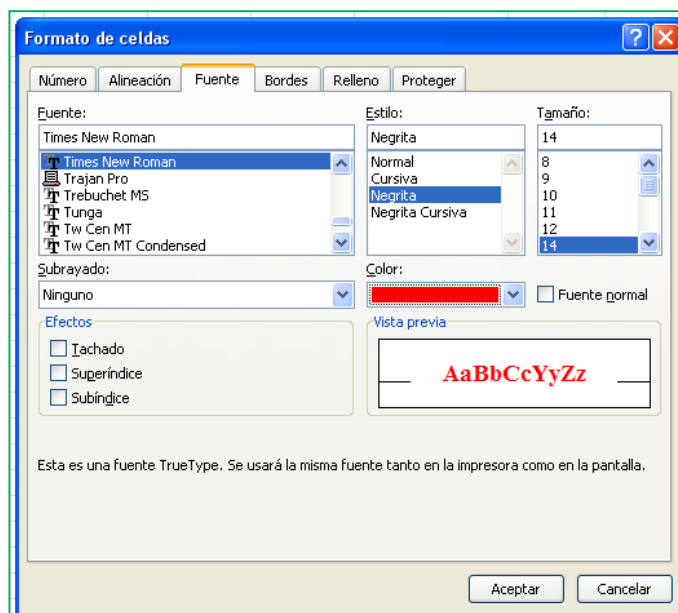 Formato de celdas
Número Alineación Fuente Bordes Relleno Proteger
Fuente: Estilo: Tamaño:
Times New Roman Negrita 14
Times New Roman Normal 8
Trajan Pro Cursiva 9
Trebuchet MS Negrita 10
Tunga Negrita Cursiva 11
Tw Cen MT 12
Tw Cen MT Condensed 14
Subrayado: Color:
Ninguno Fuente normal
Efectos Vista previa
Tachado
Superíndice AaBbCcYyZz
Subíndice
Esta es una fuente TrueType. Se usará la misma fuente tanto en la impresora como en la pantalla.
Aceptar Cancelar